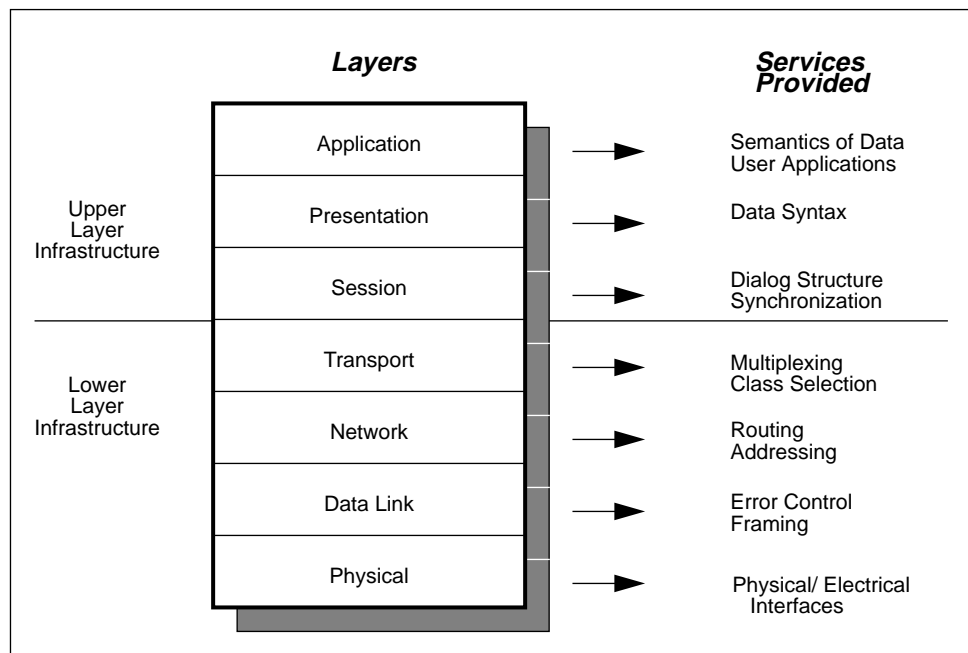 Layers
Services
Provided
Application
Semantics of Data
User Applications
Upper
Layer
Infrastructure
Presentation
Data Syntax
Session
Dialog Structure
Synchronization
Lower
Layer
Infrastructure
Transport
Multiplexing
Class Selection
Network
Routing
Addressing
Data Link
Error Control
Framing
Physical
Physical/ Electrical
Interfaces